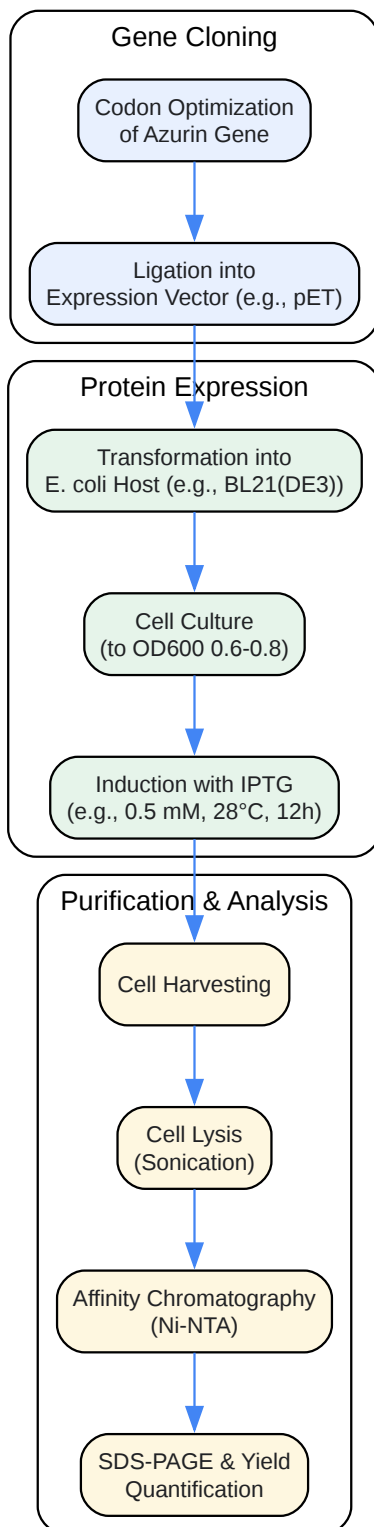 Gene Cloning
Codon Optimization
of Azurin Gene
Ligation into
Expression Vector (e.g., pET)
Protein Expression
Transformation into
E. coli Host (e.g., BL21(DE3))
Cell Culture
(to OD600 0.6-0.8)
Induction with IPTG
(e.g., 0.5 mM, 28°C, 12h)
Purification & Analysis
Cell Harvesting
Cell Lysis
(Sonication)
Affinity Chromatography
(Ni-NTA)
SDS-PAGE & Yield
Quantification